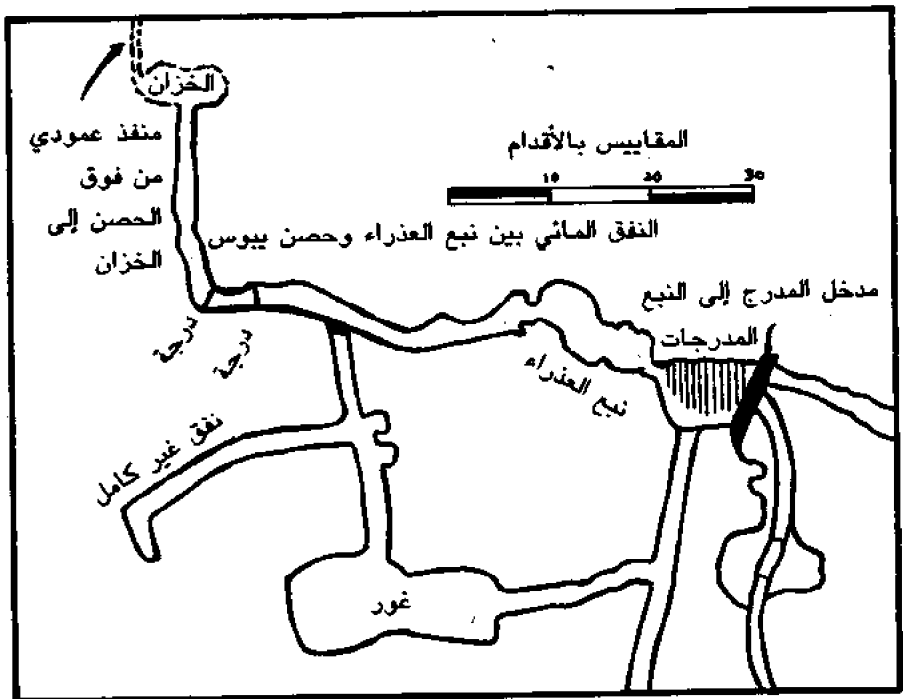 الخزان
منفذ عمودي
من فوق
الحصن إلى
الخزان
المقاييس بالأقدام
10 20 30
النفق المائي بين نبع العذراء وحصن يبوس
مدخل المدرج إلى النبع
المدرجات
درجة
درجة
نبع العذراء
نفق غير كامل
غور